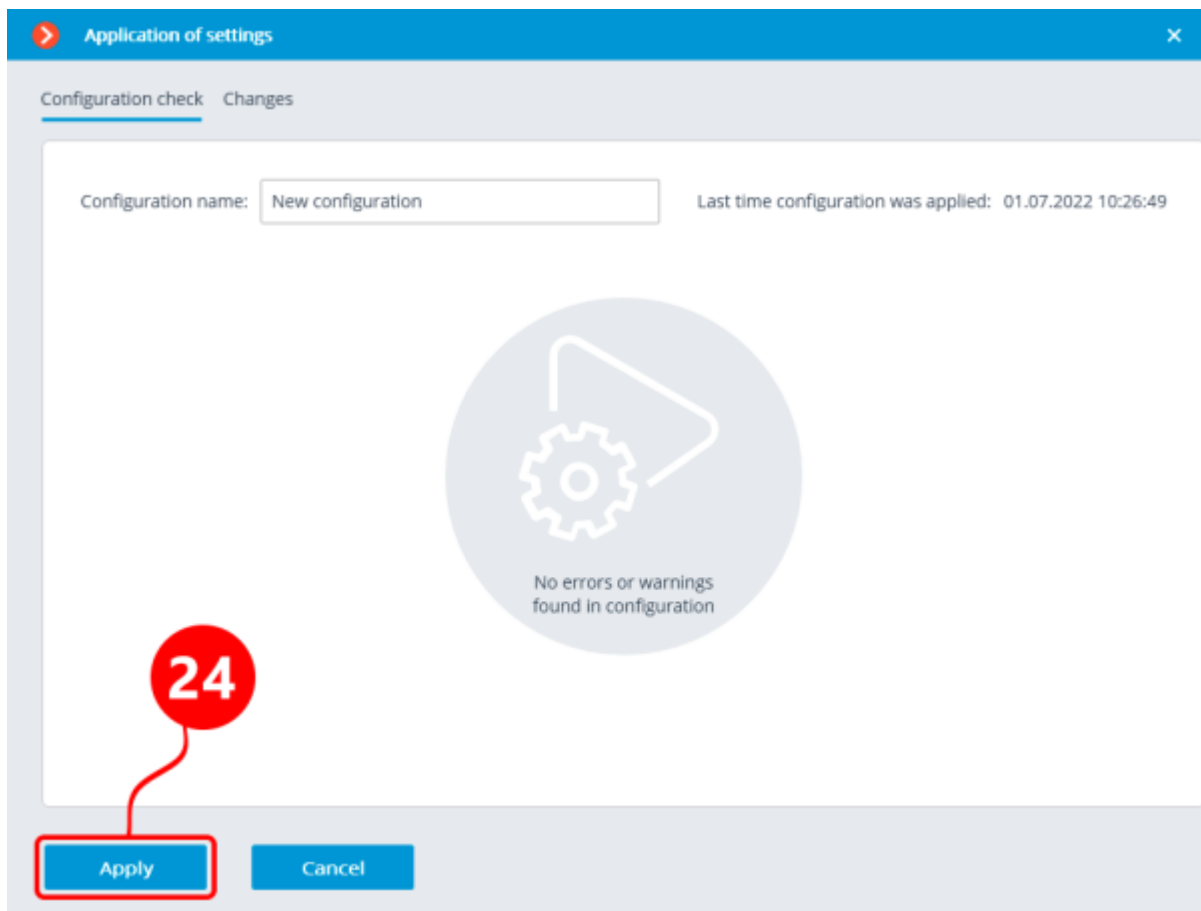 Application of settings
Configuration check Changes
Configuration name: New configuration Last time configuration was applied: 01.07.2022 10:26:49
No errors or warnings
found in configuration
24
Apply Cancel